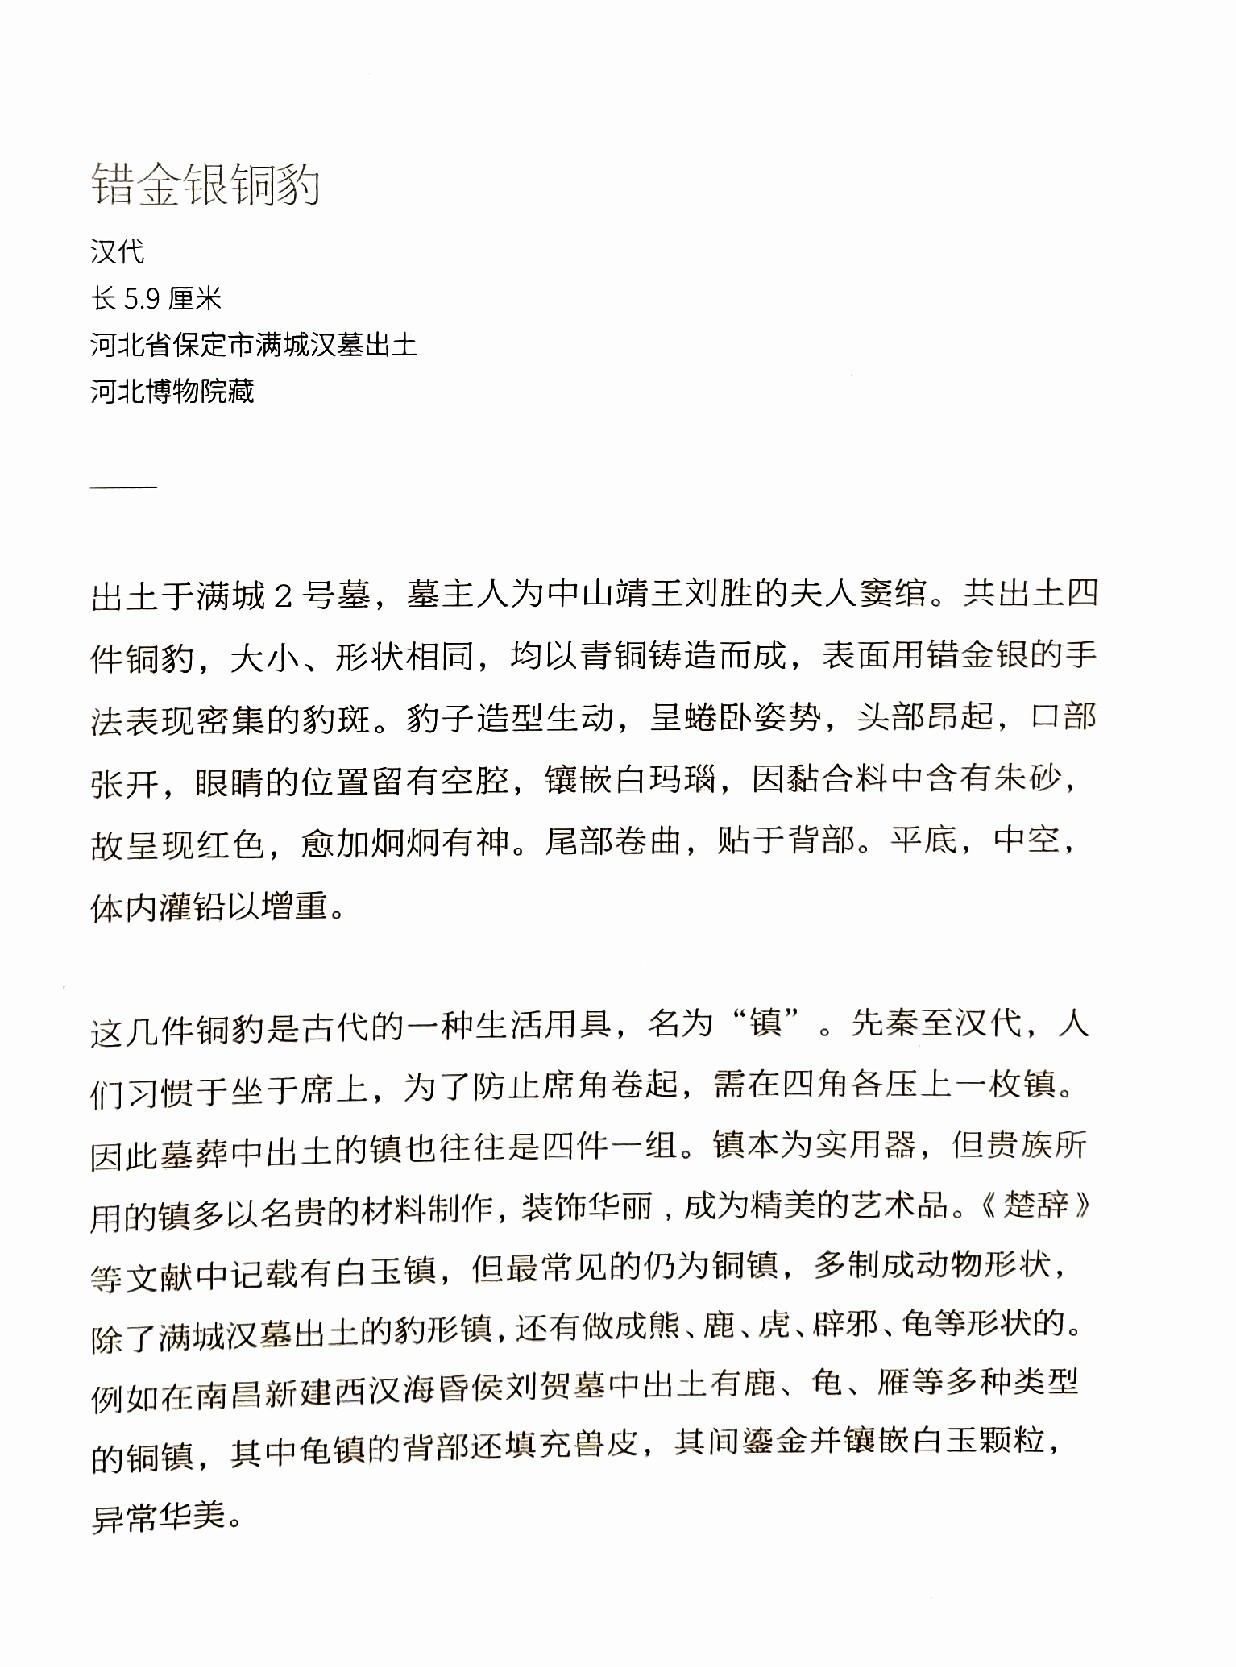 错金银铜豹
汉代
长 5.9 厘米
河北省保定市满城汉墓出土
河北博物院藏
出土于满城 2 号墓，墓主人为中山靖王刘胜的夫人窦绾。共出土四
件铜豹，大小、形状相同，均以青铜铸造而成，表面用错金银的手
法表现密集的豹斑。豹子造型生动，呈蜷卧姿势，头部昂起，口部
张开，眼睛的位置留有空腔，镶嵌白玛瑙，因黏合料中含有朱砂，
故呈现红色，愈加炯炯有神。尾部卷曲，贴于背部。平底，中空，
体内灌铅以增重。
这几件铜豹是古代的一种生活用具，名为“镇”。先秦至汉代，人
们习惯于坐于席上，为了防止席角卷起，需在四角各压上一枚镇。
因此墓葬中出土的镇也往往是四件一组。镇本为实用器，但贵族所
用的镇多以名贵的材料制作，装饰华丽，成为精美的艺术品。《楚辞》
等文献中记载有白玉镇，但最常见的仍为铜镇，多制成动物形状，
除了满城汉墓出土的豹形镇，还有做成熊、鹿、虎、辟邪、龟等形状的。
例如在南昌新建西汉海昏侯刘贺墓中出土有鹿、龟、雁等多种类型
的铜镇，其中龟镇的背部还填充兽皮，其间鎏金并镶嵌白玉颗粒，
异常华美。